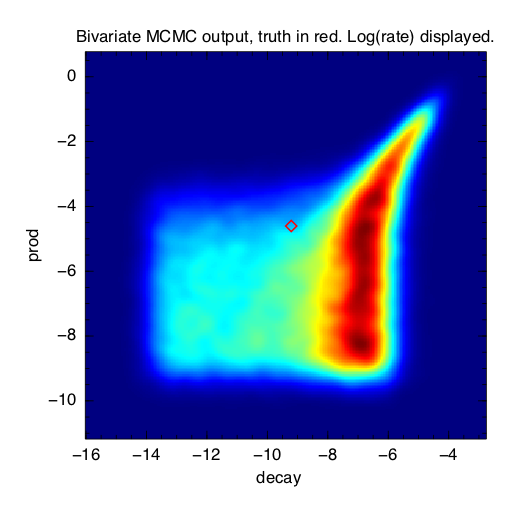 Bivariate MCMC output, truth in red. Log(rate) displayed.
0
−2
−4
−6
−8
−10
prod
−16 −14 −12 −10 −8 −6 −4
decay